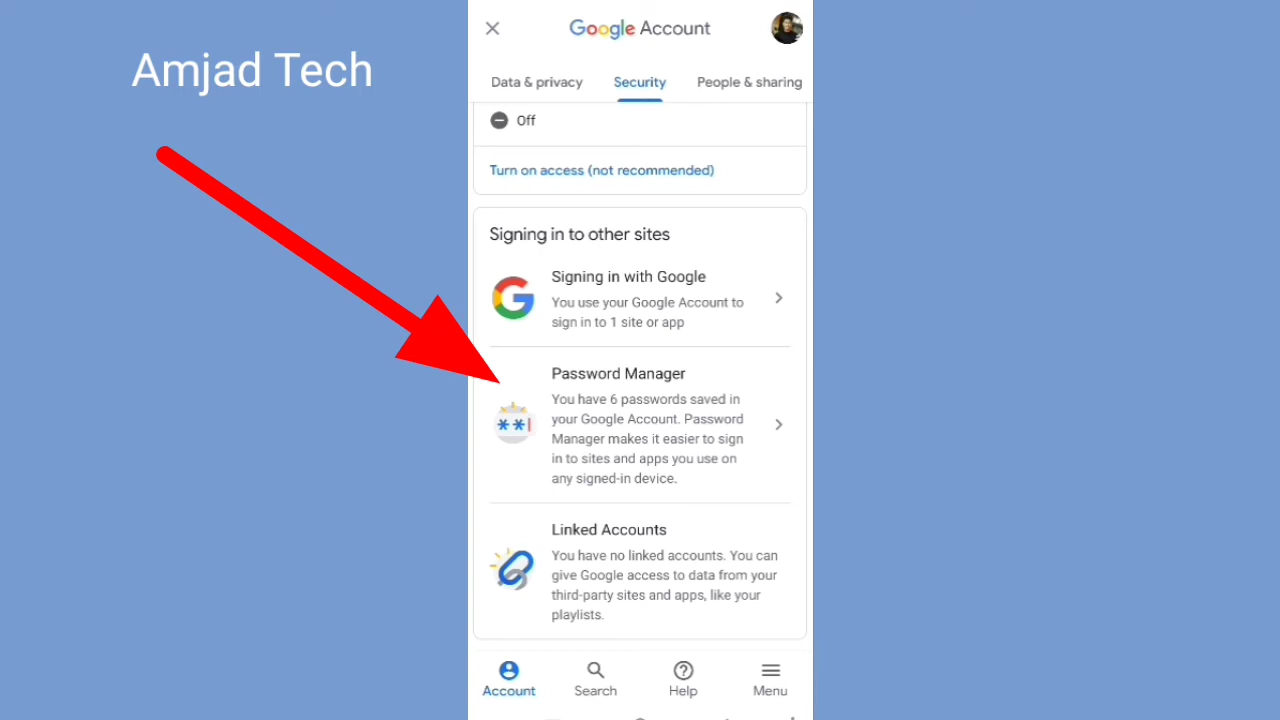 Amjad Tech
Google Account
Data & privacy Security People & sharing
Off
Turn on access (not recommended)
Signing in to other sites
Signing in with Google
You use your Google Account to
sign in to 1 site or app
Password Manager
You have 6 passwords saved in
your Google Account. Password
Manager makes it easier to sign
in to sites and apps you use on
any signed-in device.
Linked Accounts
You have no linked accounts. You can
give Google access to data from your
third-party sites and apps, like your
playlists.
Account Search Help Menu